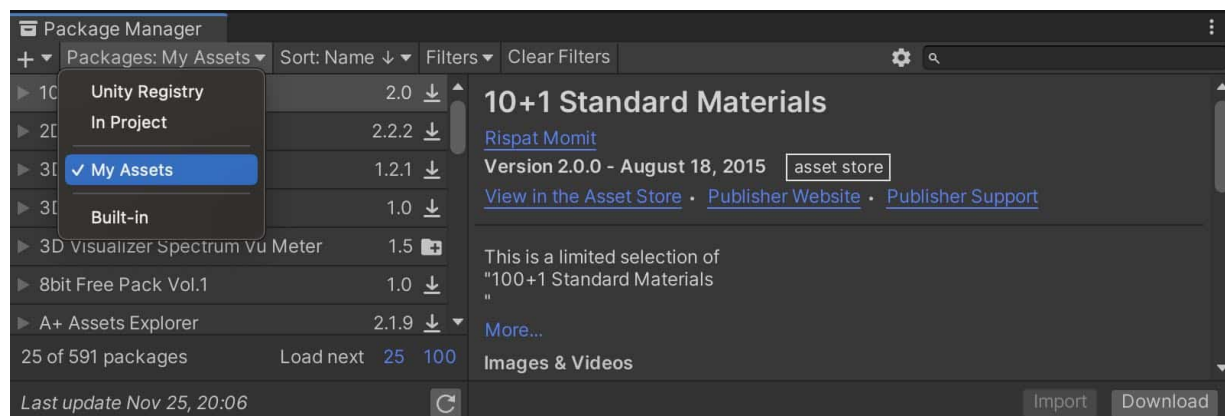 Package Manager
+ Packages: My Assets Sort: Name ↓ Filters Clear Filters
Unity Registry
In Project
✓ My Assets
Built-in
10 2.0
2D 2.2.2
3D 1.2.1
3D 1.0
3D Visualizer Spectrum Vu Meter 1.5
8bit Free Pack Vol.1 1.0
A+ Assets Explorer 2.1.9
25 of 591 packages Load next 25 100
Last update Nov 25, 20:06
10+1 Standard Materials
Rispat Momit
Version 2.0.0 - August 18, 2015 asset store
View in the Asset Store • Publisher Website • Publisher Support
This is a limited selection of
"100+1 Standard Materials
"
More...
Images & Videos
Import Download